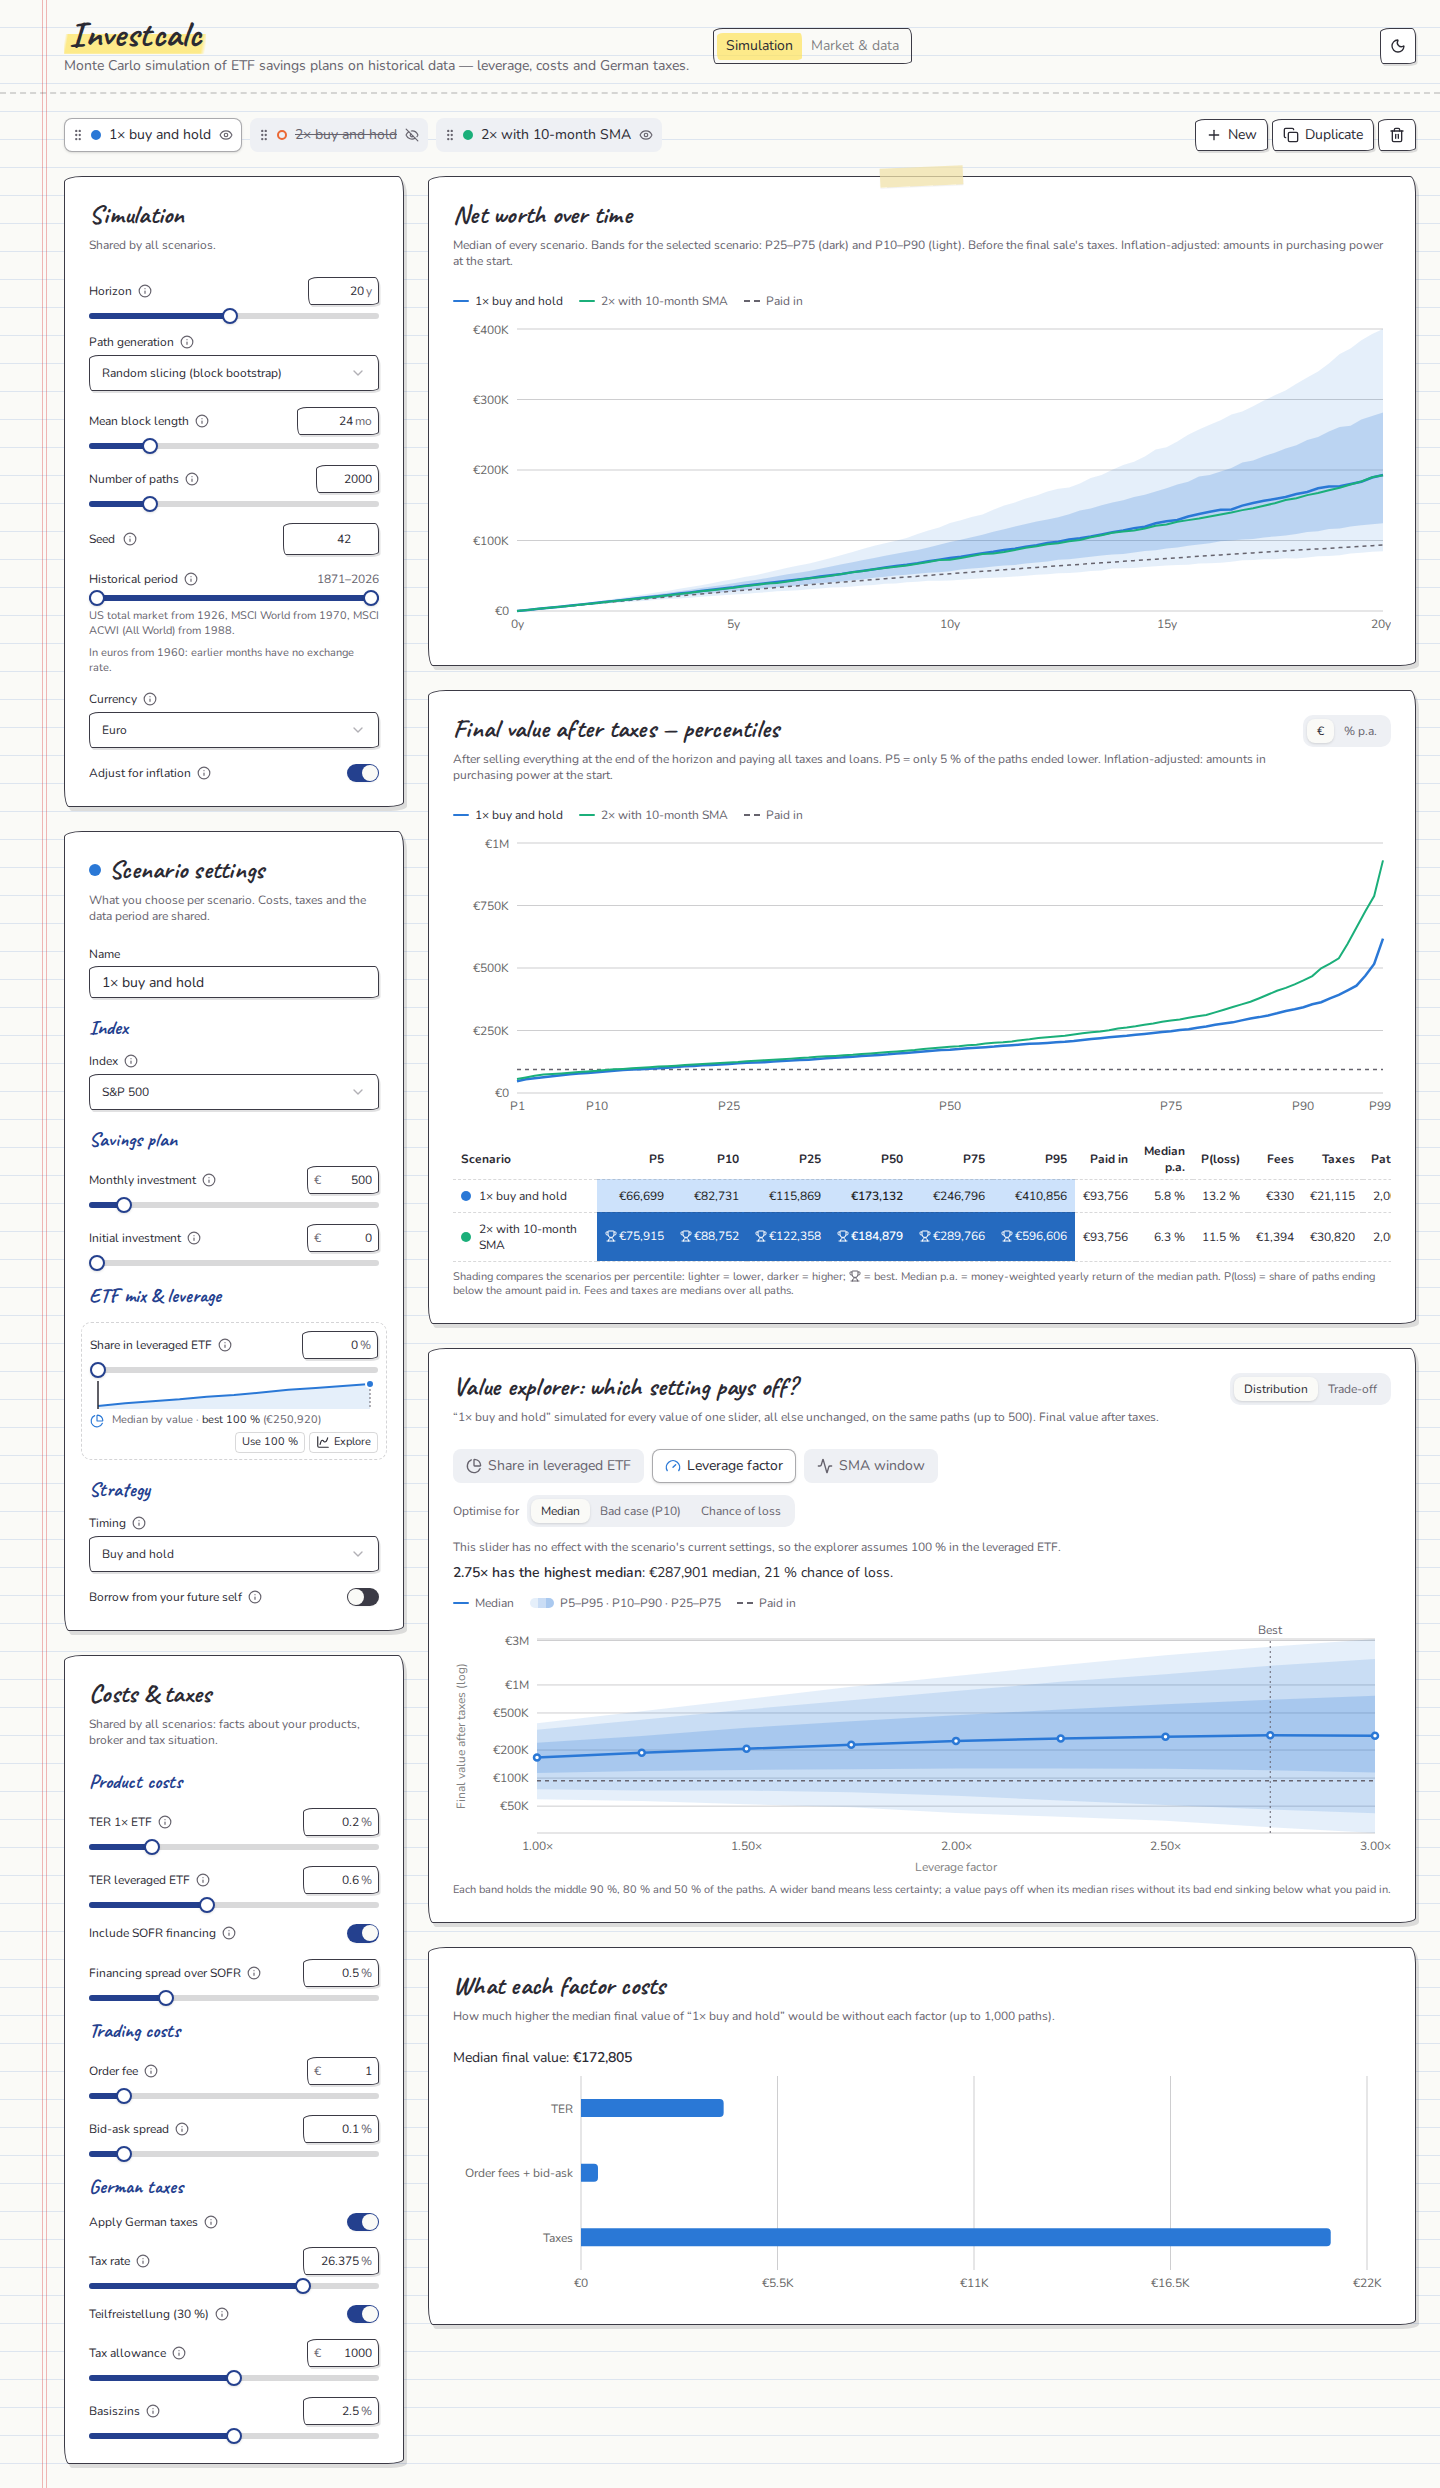 Investcalc
Monte Carlo simulation of ETF savings plans on historical data — leverage, costs and German taxes.
Simulation
Market & data
1× buy and hold
2× buy and hold
2× with 10-month SMA
New
Duplicate
Simulation
Shared by all scenarios.
Horizon
20 y
Path generation
Random slicing (block bootstrap)
Mean block length
24 mo
Number of paths
2000
Seed
42
Historical period
1871–2026
US total market from 1926, MSCI World from 1970, MSCI
ACWI (All World) from 1988.
In euros from 1960: earlier months have no exchange
rate.
Currency
Euro
Adjust for inflation
Scenario settings
What you choose per scenario. Costs, taxes and the
data period are shared.
Name
1× buy and hold
Index
Index
S&P 500
Savings plan
Monthly investment
€ 500
Initial investment
€ 0
ETF mix & leverage
Share in leveraged ETF
0 %
Median by value · best 100 % (€250,920)
Use 100 %
Explore
Strategy
Timing
Buy and hold
Borrow from your future self
Costs & taxes
Shared by all scenarios: facts about your products,
broker and tax situation.
Product costs
TER 1× ETF
0.2 %
TER leveraged ETF
0.6 %
Include SOFR financing
Financing spread over SOFR
0.5 %
Trading costs
Order fee
€ 1
Bid-ask spread
0.1 %
German taxes
Apply German taxes
Tax rate
26.375 %
Teilfreistellung (30 %)
Tax allowance
€ 1000
Basiszins
2.5 %
Net worth over time
Median of every scenario. Bands for the selected scenario: P25–P75 (dark) and P10–P90 (light). Before the final sale's taxes. Inflation-adjusted: amounts in purchasing power
at the start.
1× buy and hold
2× with 10-month SMA
Paid in
€400K
€300K
€200K
€100K
€0
0y 5y 10y 15y 20y
Final value after taxes — percentiles
€
% p.a.
After selling everything at the end of the horizon and paying all taxes and loans. P5 = only 5 % of the paths ended lower. Inflation-adjusted: amounts in
purchasing power at the start.
1× buy and hold
2× with 10-month SMA
Paid in
€1M
€750K
€500K
€250K
€0
P1 P10 P25 P50 P75 P90 P99
Scenario P5 P10 P25 P50 P75 P95 Paid in Median p.a. P(loss) Fees Taxes Pat
1× buy and hold €66,699 €82,731 €115,869 €173,132 €246,796 €410,856 €93,756 5.8 % 13.2 % €330 €21,115 2,0
2× with 10-month SMA €75,915 €88,752 €122,358 €184,879 €289,766 €596,606 €93,756 6.3 % 11.5 % €1,394 €30,820 2,0
Shading compares the scenarios per percentile: lighter = lower, darker = higher; = best. Median p.a. = money-weighted yearly return of the median path. P(loss) = share of paths ending
below the amount paid in. Fees and taxes are medians over all paths.
Value explorer: which setting pays off?
Distribution
Trade-off
“1× buy and hold” simulated for every value of one slider, all else unchanged, on the same paths (up to 500). Final value after taxes.
Share in leveraged ETF
Leverage factor
SMA window
Optimise for
Median
Bad case (P10)
Chance of loss
This slider has no effect with the scenario's current settings, so the explorer assumes 100 % in the leveraged ETF.
2.75× has the highest median: €287,901 median, 21 % chance of loss.
Median
P5–P95 · P10–P90 · P25–P75
Paid in
Best
€3M
€1M
€500K
€200K
€100K
€50K
Final value after taxes (log)
1.00× 1.50× 2.00× 2.50× 3.00×
Leverage factor
Each band holds the middle 90 %, 80 % and 50 % of the paths. A wider band means less certainty; a value pays off when its median rises without its bad end sinking below what you paid in.
What each factor costs
How much higher the median final value of “1× buy and hold” would be without each factor (up to 1,000 paths).
Median final value: €172,805
TER
Order fees + bid-ask
Taxes
€0 €5.5K €11K €16.5K €22K